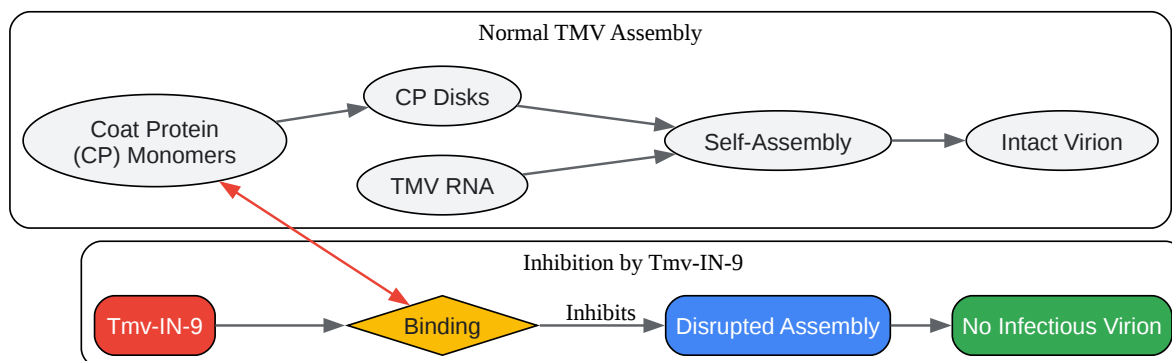 Normal TMV Assembly
CP Disks
Coat Protein
(CP) Monomers
Self-Assembly
Intact Virion
TMV RNA
Inhibition by Tmv-IN-9
Inhibits
Tmv-IN-9
Binding
Disrupted Assembly
No Infectious Virion